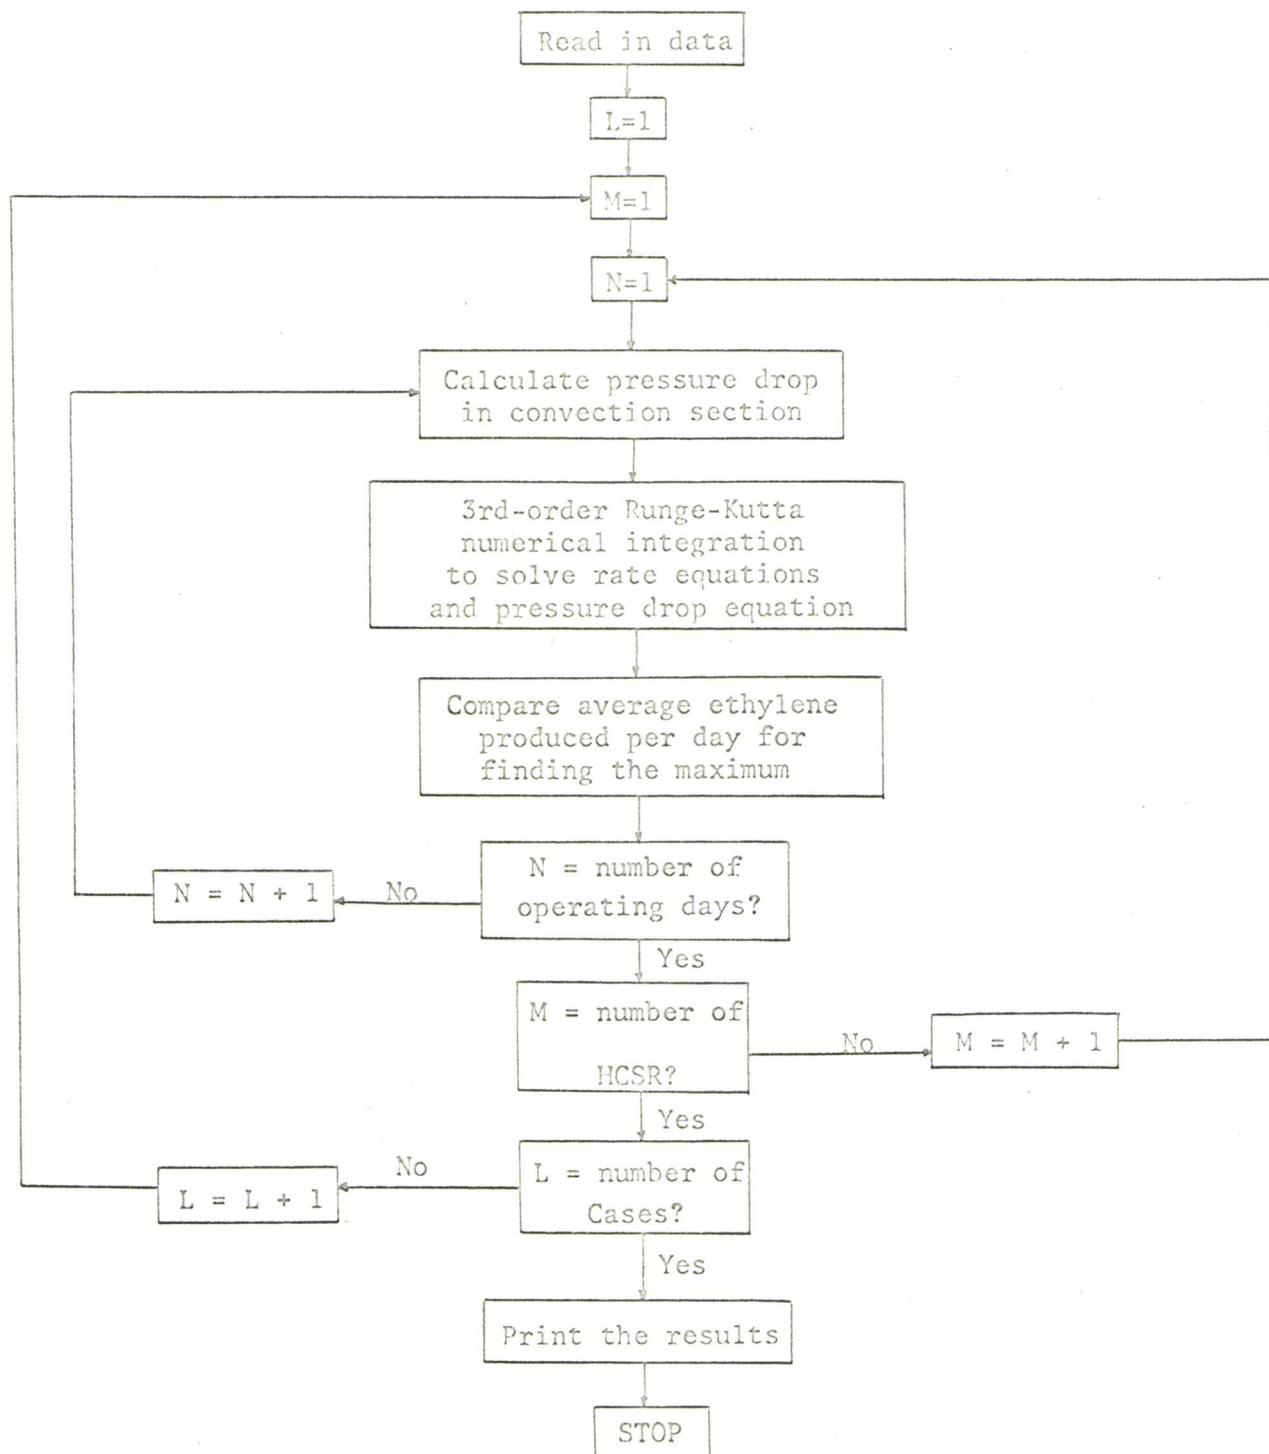 Read in data
L=1
M=1
N=1
Calculate pressure drop
in convection section
3rd-order Runge-Kutta
numerical integration
to solve rate equations
and pressure drop equation
Compare average ethylene
produced per day for
finding the maximum
N = number of
operating days?
No
N = N + 1
Yes
M = number of
HCSR?
No
M = M + 1
Yes
L = number of
Cases?
No
L = L + 1
Yes
Print the results
STOP